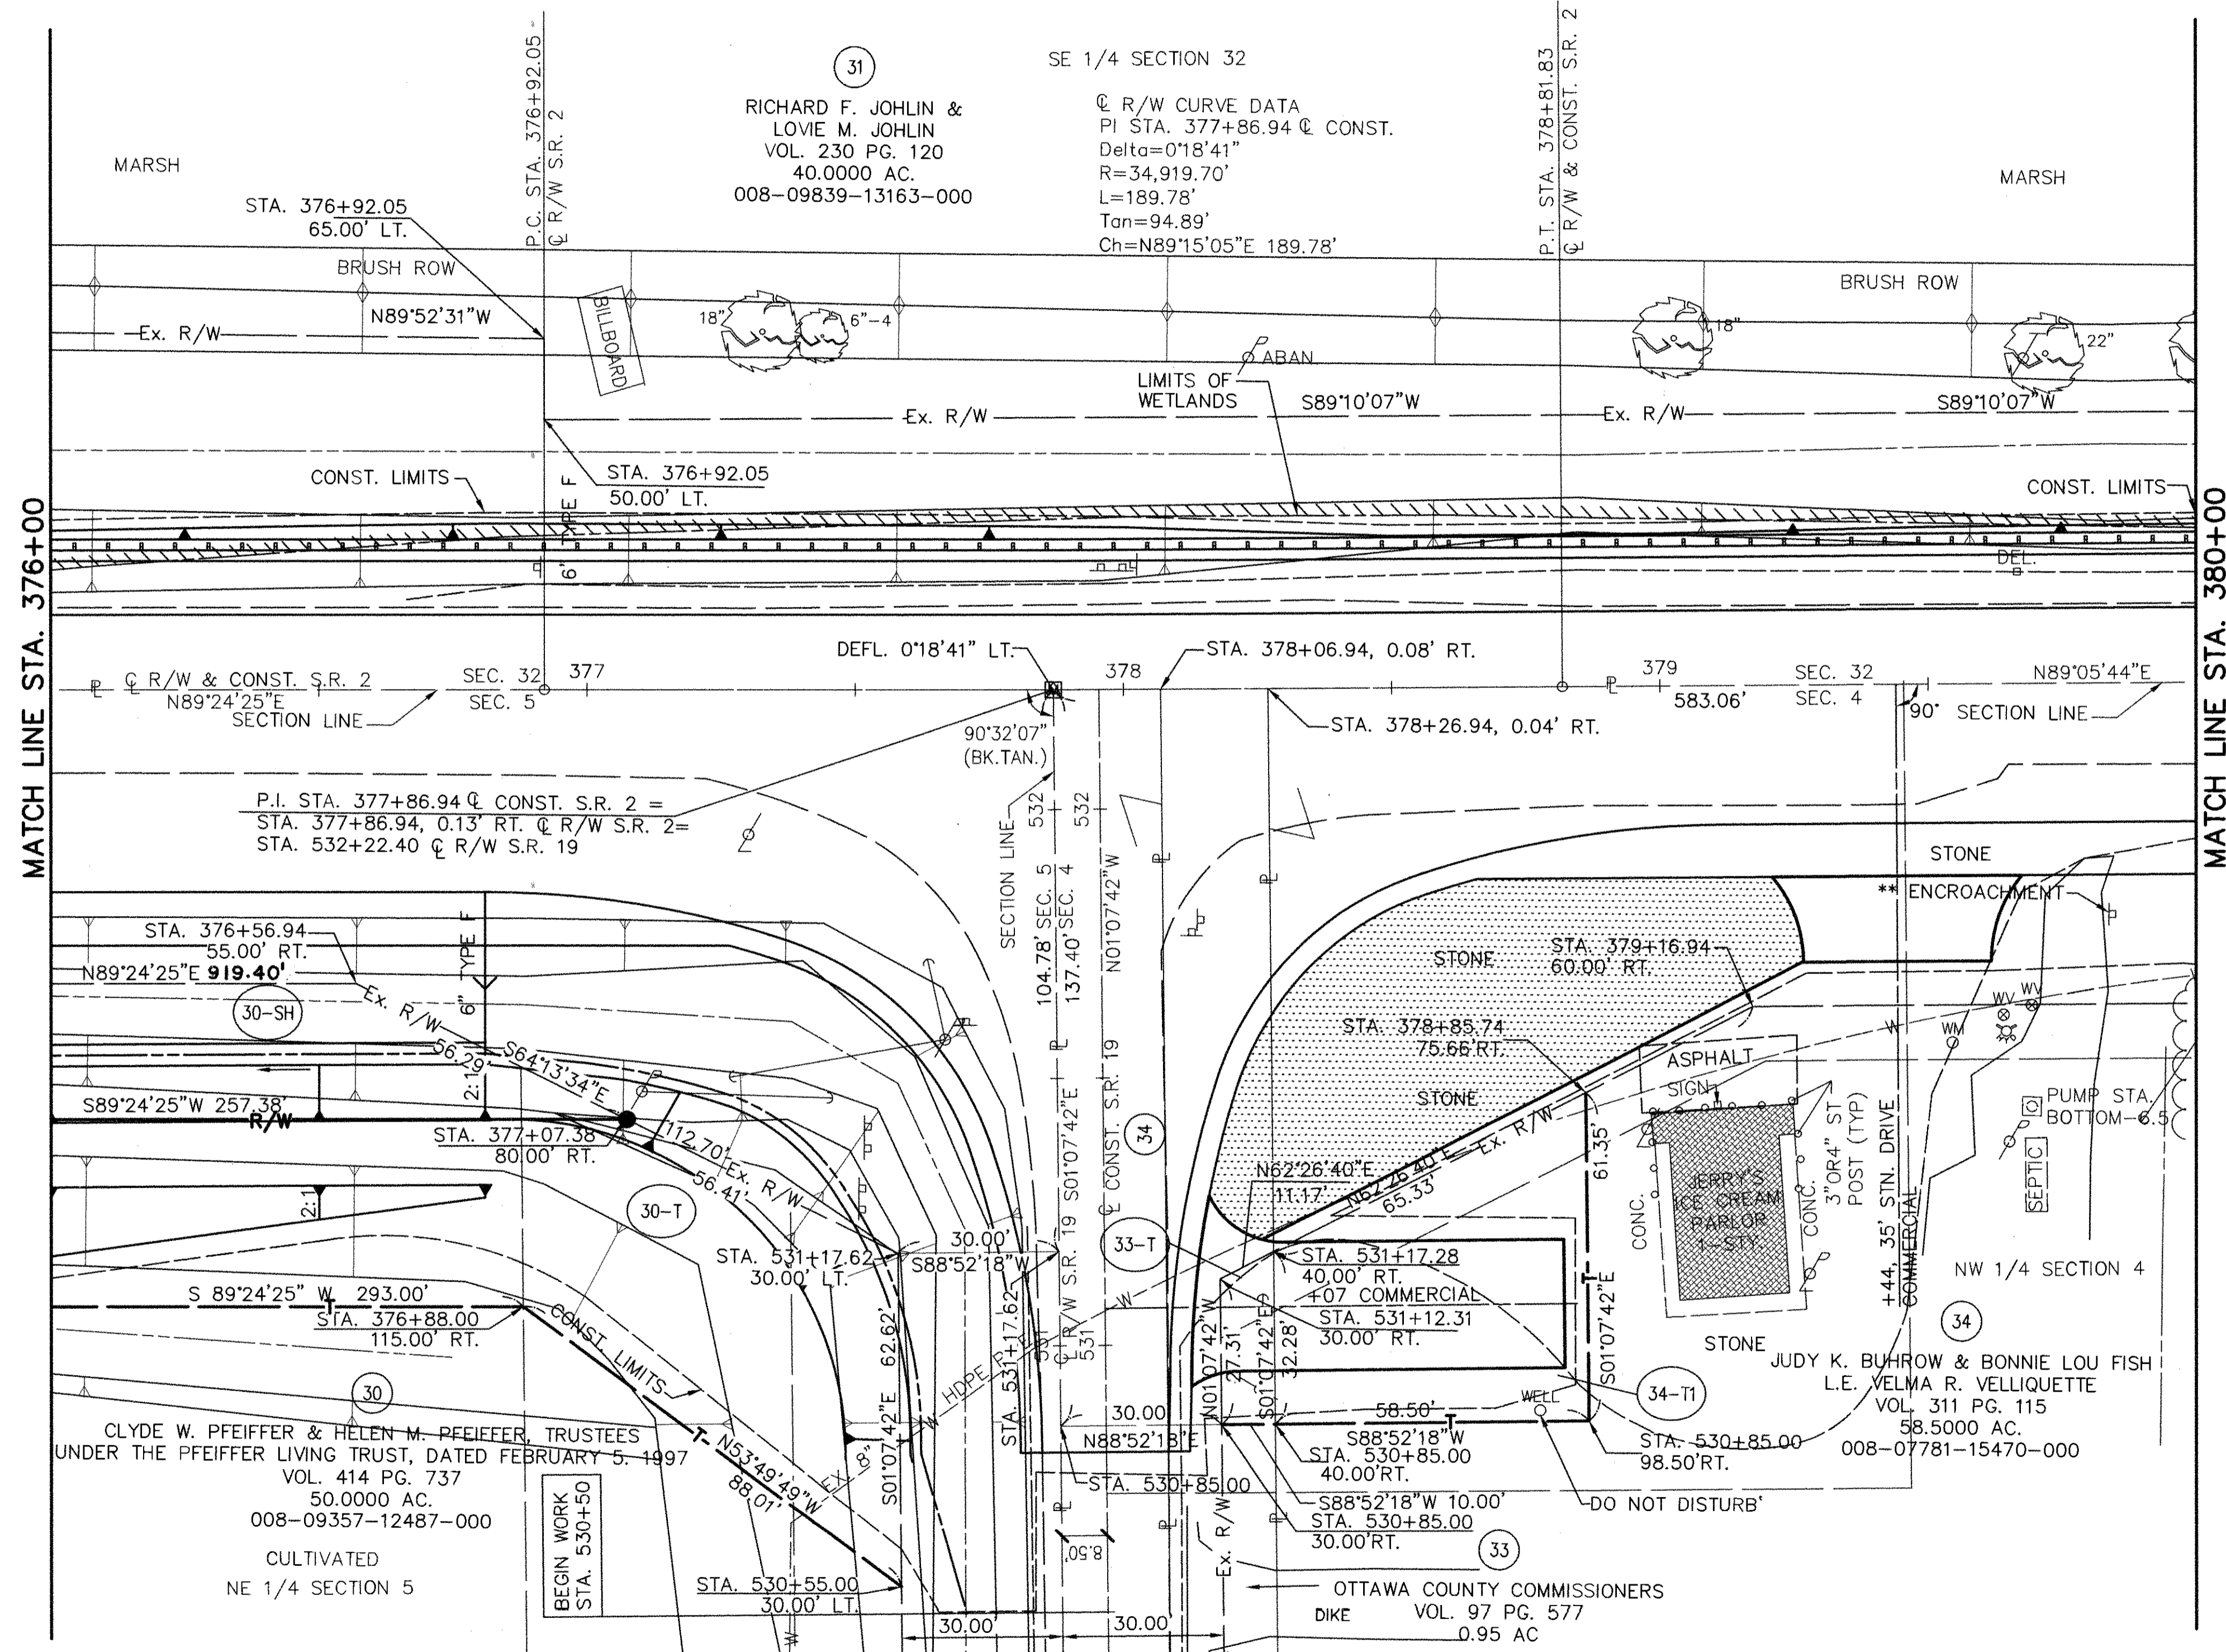 MATCH LINE STA. 376+00
MATCH LINE STA. 380+00
P.C. STA. 376+92.05
℄ R/W S.R. 2
31
RICHARD F. JOHLIN &
LOVIE M. JOHLIN
VOL. 230 PG. 120
40.0000 AC.
008-09839-13163-000
SE 1/4 SECTION 32
℄ R/W CURVE DATA
PI STA. 377+86.94 ℄ CONST.
Delta=0°18'41"
R=34,919.70'
L=189.78'
Tan=94.89'
Ch=N89°15'05"E 189.78'
P.T. STA. 378+81.83
℄ R/W & CONST. S.R. 2
MARSH
MARSH
STA. 376+92.05
65.00' LT.
BRUSH ROW
BRUSH ROW
N89°52'31"W
Ex. R/W
BILLBOARD
18"
6"-4
ABAN
18"
22"
LIMITS OF
WETLANDS
S89°10'07"W
S89°10'07"W
Ex. R/W
Ex. R/W
CONST. LIMITS
STA. 376+92.05
50.00' LT.
CONST. LIMITS
6' TYPE F
DEL.
DEFL. 0°18'41" LT.
STA. 378+06.94, 0.08' RT.
℄ R/W & CONST. S.R. 2
N89°24'25"E
SECTION LINE
SEC. 32
SEC. 5
377
378
379
583.06'
SEC. 32
SEC. 4
N89°05'44"E
90° SECTION LINE
STA. 378+26.94, 0.04' RT.
90°32'07"
(BK.TAN.)
P.I. STA. 377+86.94 ℄ CONST. S.R. 2 =
STA. 377+86.94, 0.13' RT. ℄ R/W S.R. 2=
STA. 532+22.40 ℄ R/W S.R. 19
SECTION LINE
532
532
104.78' SEC. 5
137.40' SEC. 4
N01°07'42"W
S01°07'42"E
℄ R/W S.R. 19
℄ CONST. S.R. 19
STONE
** ENCROACHMENT
STA. 376+56.94
55.00' RT.
N89°24'25"E 919.40'
30-SH
6" TYPE F
Ex. R/W
S64°13'34"E
56.29'
2:1
STONE
STA. 379+16.94
60.00' RT.
WV
WV
W
WM
STA. 378+85.74
75.66'RT.
ASPHALT
SIGN
STONE
S89°24'25"W 257.38'
R/W
STA. 377+07.38
80.00' RT.
112.70'
Ex. R/W
56.41'
34
PUMP STA.
BOTTOM-6.5
SEPTIC
3"OR4" ST
POST (TYP)
CONC.
CONC.
JERRY'S
ICE CREAM
PARLOR
1-STY.
+44, 35' STN. DRIVE
COMMERCIAL
61.35'
N62°26'40"E
11.17'
N62°26'40"E
65.33'
Ex. R/W
2:1
30-T
33-T
30.00'
S88°52'18"W
STA. 531+17.62
30.00' LT.
STA. 531+17.62
STA. 531+17.28
40.00' RT.
+07 COMMERCIAL
STA. 531+12.31
30.00' RT.
NW 1/4 SECTION 4
S 89°24'25" W 293.00'
T
STA. 376+88.00
115.00' RT.
CONST. LIMITS
S01°07'42"E 62.62'
HDPE
W
W
531
531
N01°07'42"W
27.31'
S01°07'42"E
32.28'
T
S01°07'42"E
STONE
34
JUDY K. BUHROW & BONNIE LOU FISH
L.E. VELMA R. VELLIQUETTE
VOL. 311 PG. 115
58.5000 AC.
008-07781-15470-000
34-T1
WELL
30
CLYDE W. PFEIFFER & HELEN M. PFEIFFER, TRUSTEES
UNDER THE PFEIFFER LIVING TRUST, DATED FEBRUARY 5, 1997
VOL. 414 PG. 737
50.0000 AC.
008-09357-12487-000
CULTIVATED
NE 1/4 SECTION 5
T
N53°49'49"W
88.01'
EX 8"
30.00
N88°52'18"E
STA. 530+85.00
58.50'
T
S88°52'18"W
STA. 530+85.00
40.00'RT.
S88°52'18"W 10.00'
STA. 530+85.00
30.00'RT.
STA. 530+85.00
98.50'RT.
DO NOT DISTURB
BEGIN WORK
STA. 530+50
STA. 530+55.00
30.00' LT.
8.50'
Ex. R/W
33
OTTAWA COUNTY COMMISSIONERS
DIKE
VOL. 97 PG. 577
0.95 AC
30.00'
30.00'
W